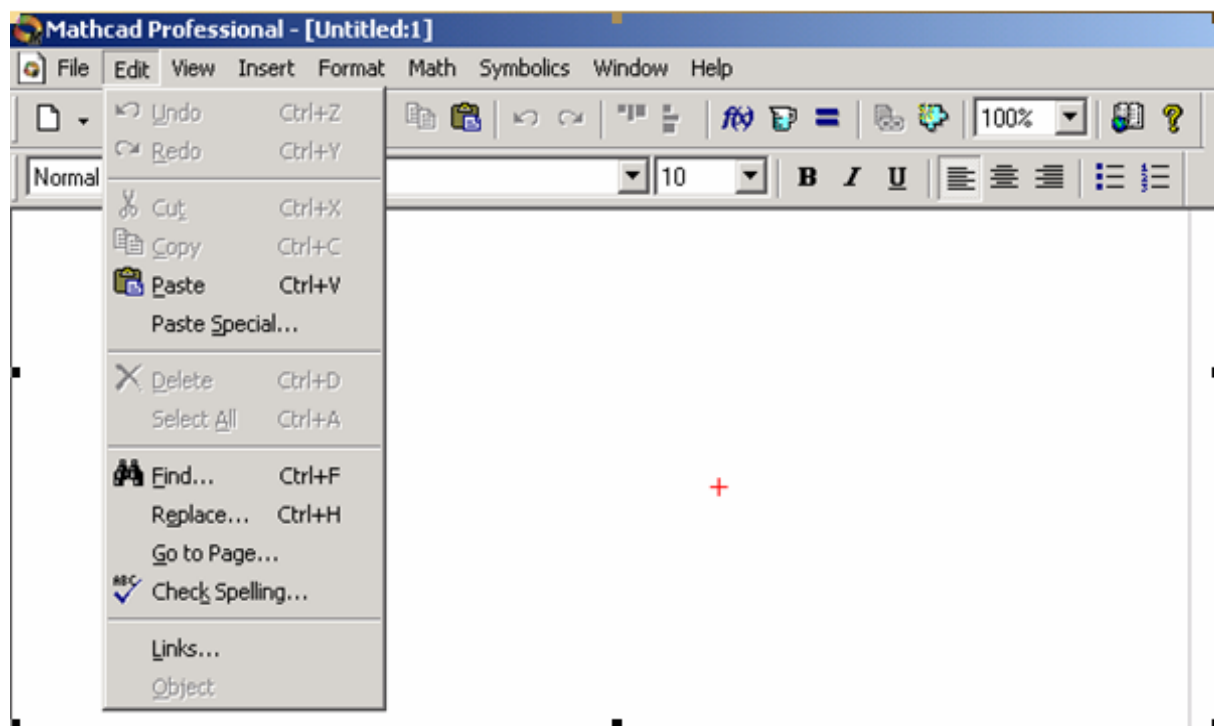 Mathcad Professional - [Untitled:1]
File Edit View Insert Format Math Symbolics Window Help
f(x) 100% ?
Normal 10 B I U
Undo Ctrl+Z
Redo Ctrl+Y
Cut Ctrl+X
Copy Ctrl+C
Paste Ctrl+V
Paste Special...
Delete Ctrl+D
Select All Ctrl+A
Find... Ctrl+F
Replace... Ctrl+H
Go to Page...
ABC Check Spelling...
Links...
Object